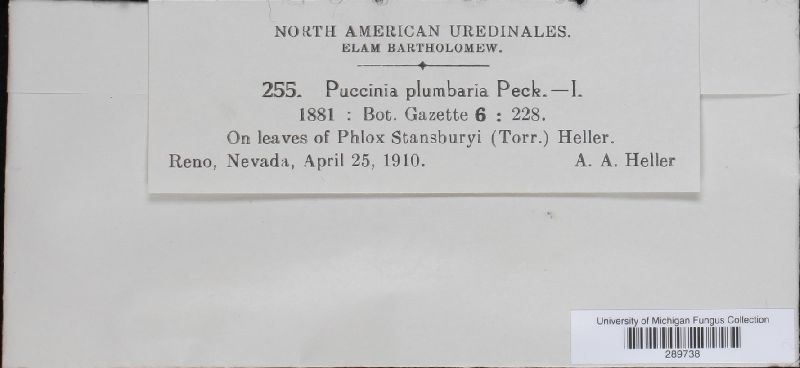 NORTH AMERICAN UREDINALES.
ELAM BARTHOLOMEW.
255. Puccinia plumbaria Peck.—I.
1881 : Bot. Gazette 6 : 228.
On leaves of Phlox Stansburyi (Torr.) Heller.
Reno, Nevada, April 25, 1910. A. A. Heller
University of Michigan Fungus Collection
289738